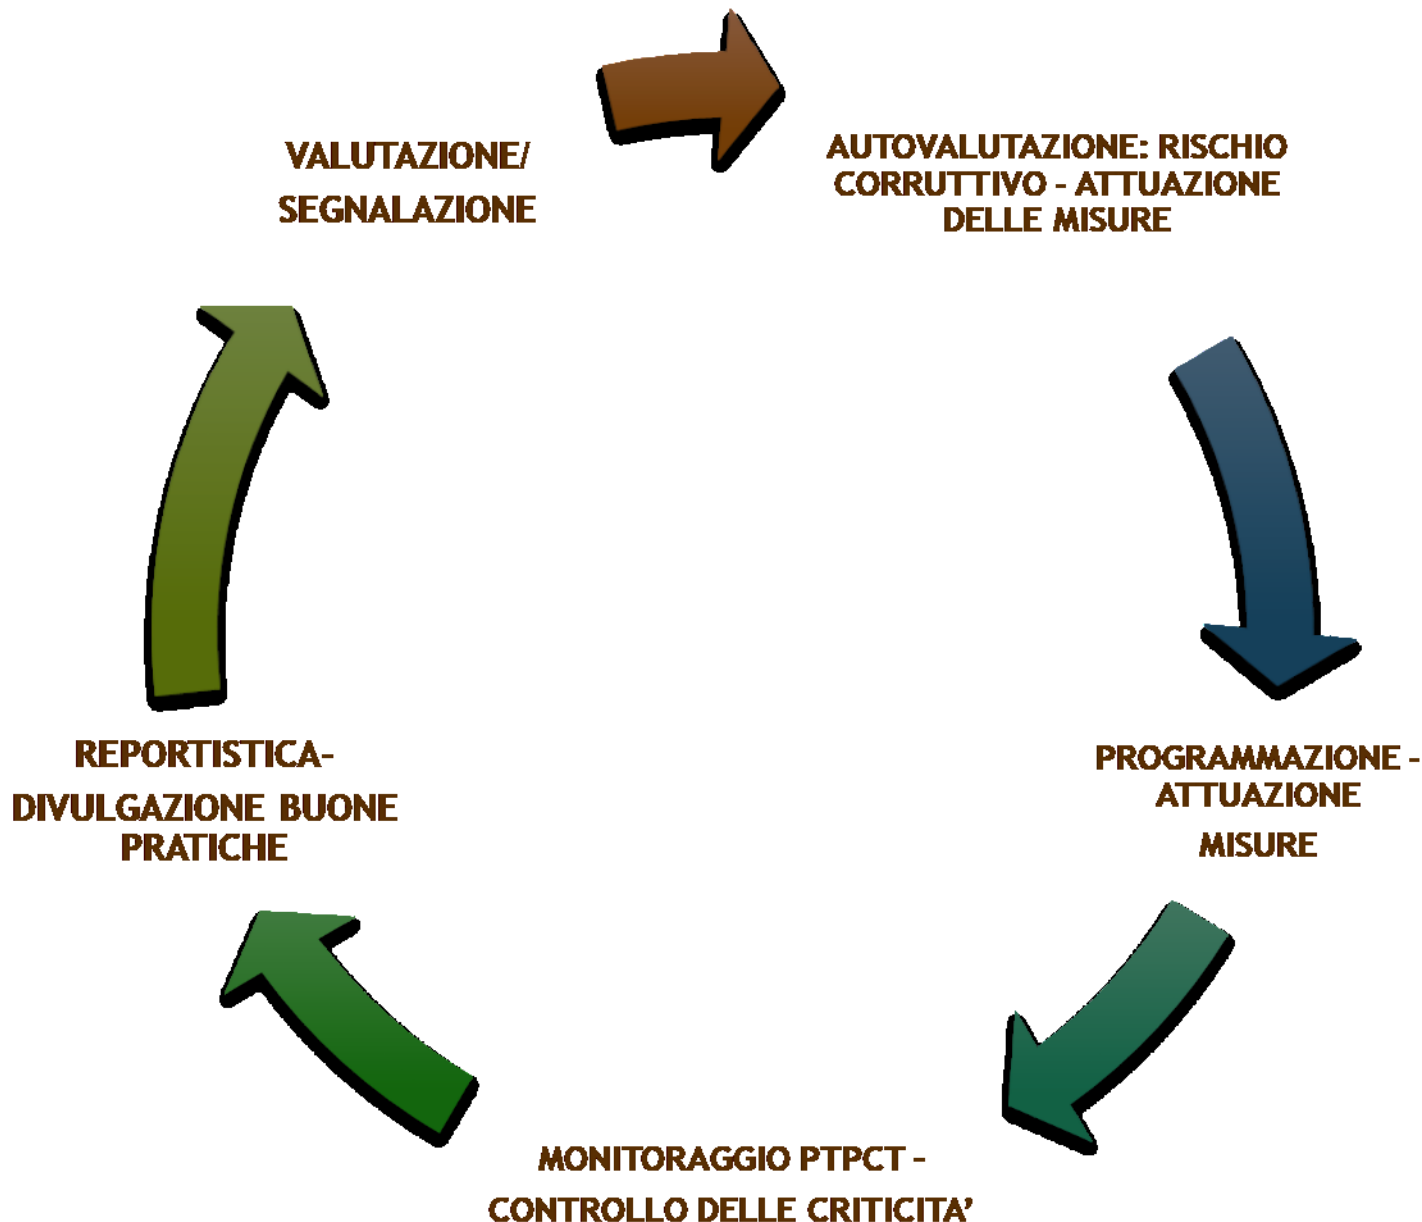 VALUTAZIONE/
SEGNALAZIONE
AUTOVALUTAZIONE: RISCHIO
CORRUTTIVO - ATTUAZIONE
DELLE MISURE
PROGRAMMAZIONE -
ATTUAZIONE
MISURE
MONITORAGGIO PTPCT -
CONTROLLO DELLE CRITICITA'
REPORTISTICA-
DIVULGAZIONE BUONE
PRATICHE